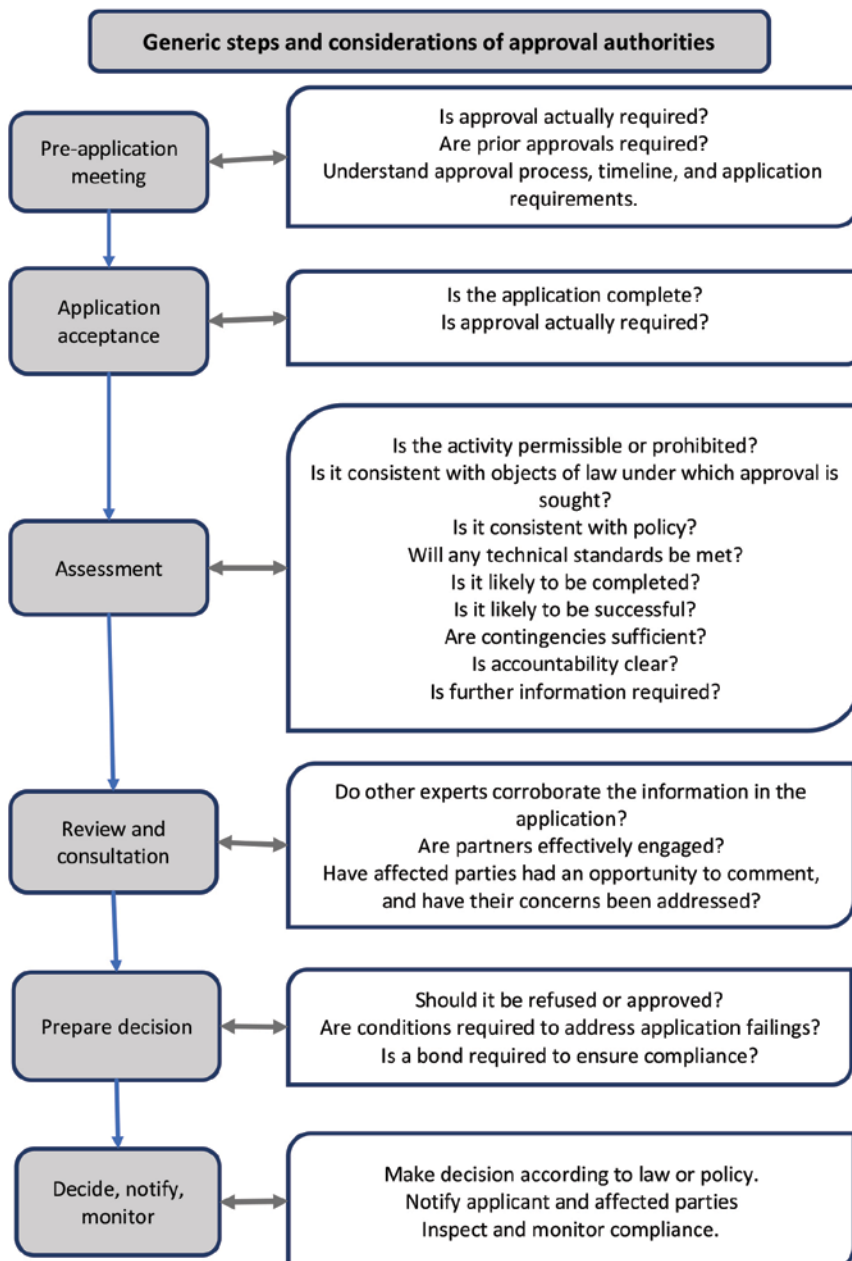 Generic steps and considerations of approval authorities
Pre-application
meeting
Is approval actually required?
Are prior approvals required?
Understand approval process, timeline, and application
requirements.
Application
acceptance
Is the application complete?
Is approval actually required?
Assessment
Is the activity permissible or prohibited?
Is it consistent with objects of law under which approval is
sought?
Is it consistent with policy?
Will any technical standards be met?
Is it likely to be completed?
Is it likely to be successful?
Are contingencies sufficient?
Is accountability clear?
Is further information required?
Review and
consultation
Do other experts corroborate the information in the
application?
Are partners effectively engaged?
Have affected parties had an opportunity to comment,
and have their concerns been addressed?
Prepare decision
Should it be refused or approved?
Are conditions required to address application failings?
Is a bond required to ensure compliance?
Decide, notify,
monitor
Make decision according to law or policy.
Notify applicant and affected parties
Inspect and monitor compliance.